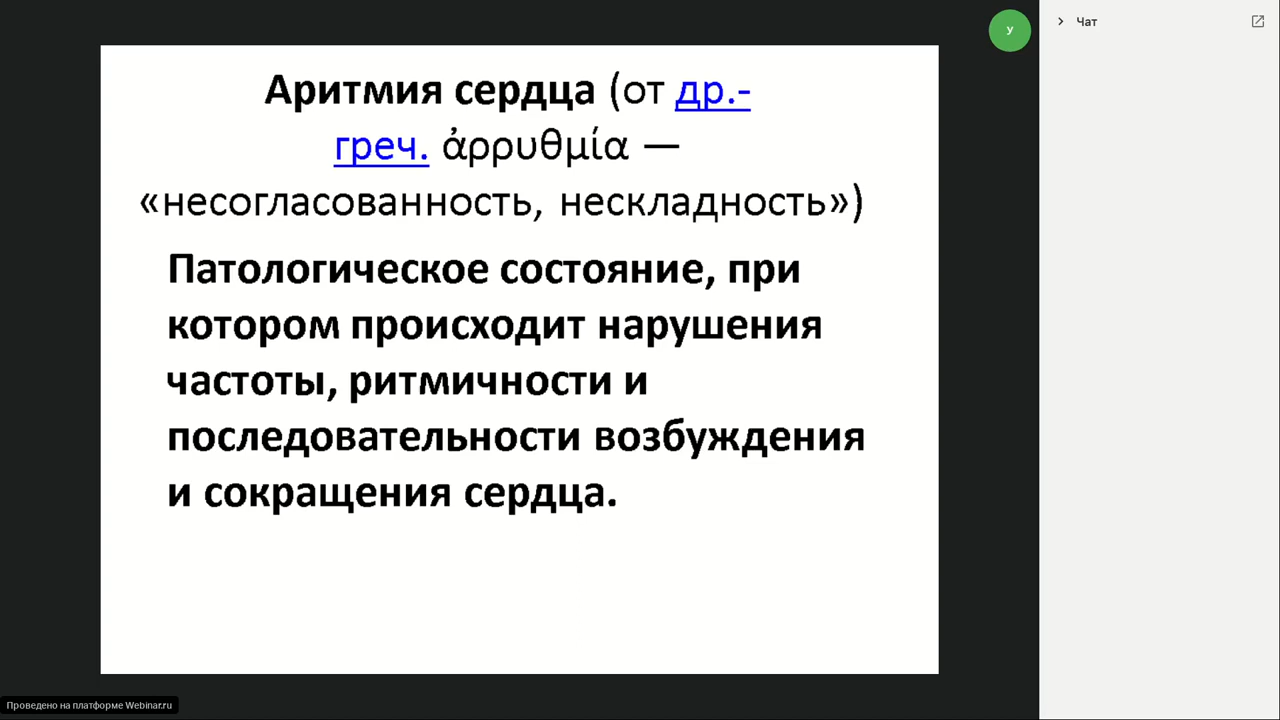 Аритмия сердца (от др.-
греч. ἀρρυθμία —
«несогласованность, нескладность»)
Патологическое состояние, при
котором происходит нарушения
частоты, ритмичности и
последовательности возбуждения
и сокращения сердца.
У
Чат
Проведено на платформе Webinar.ru